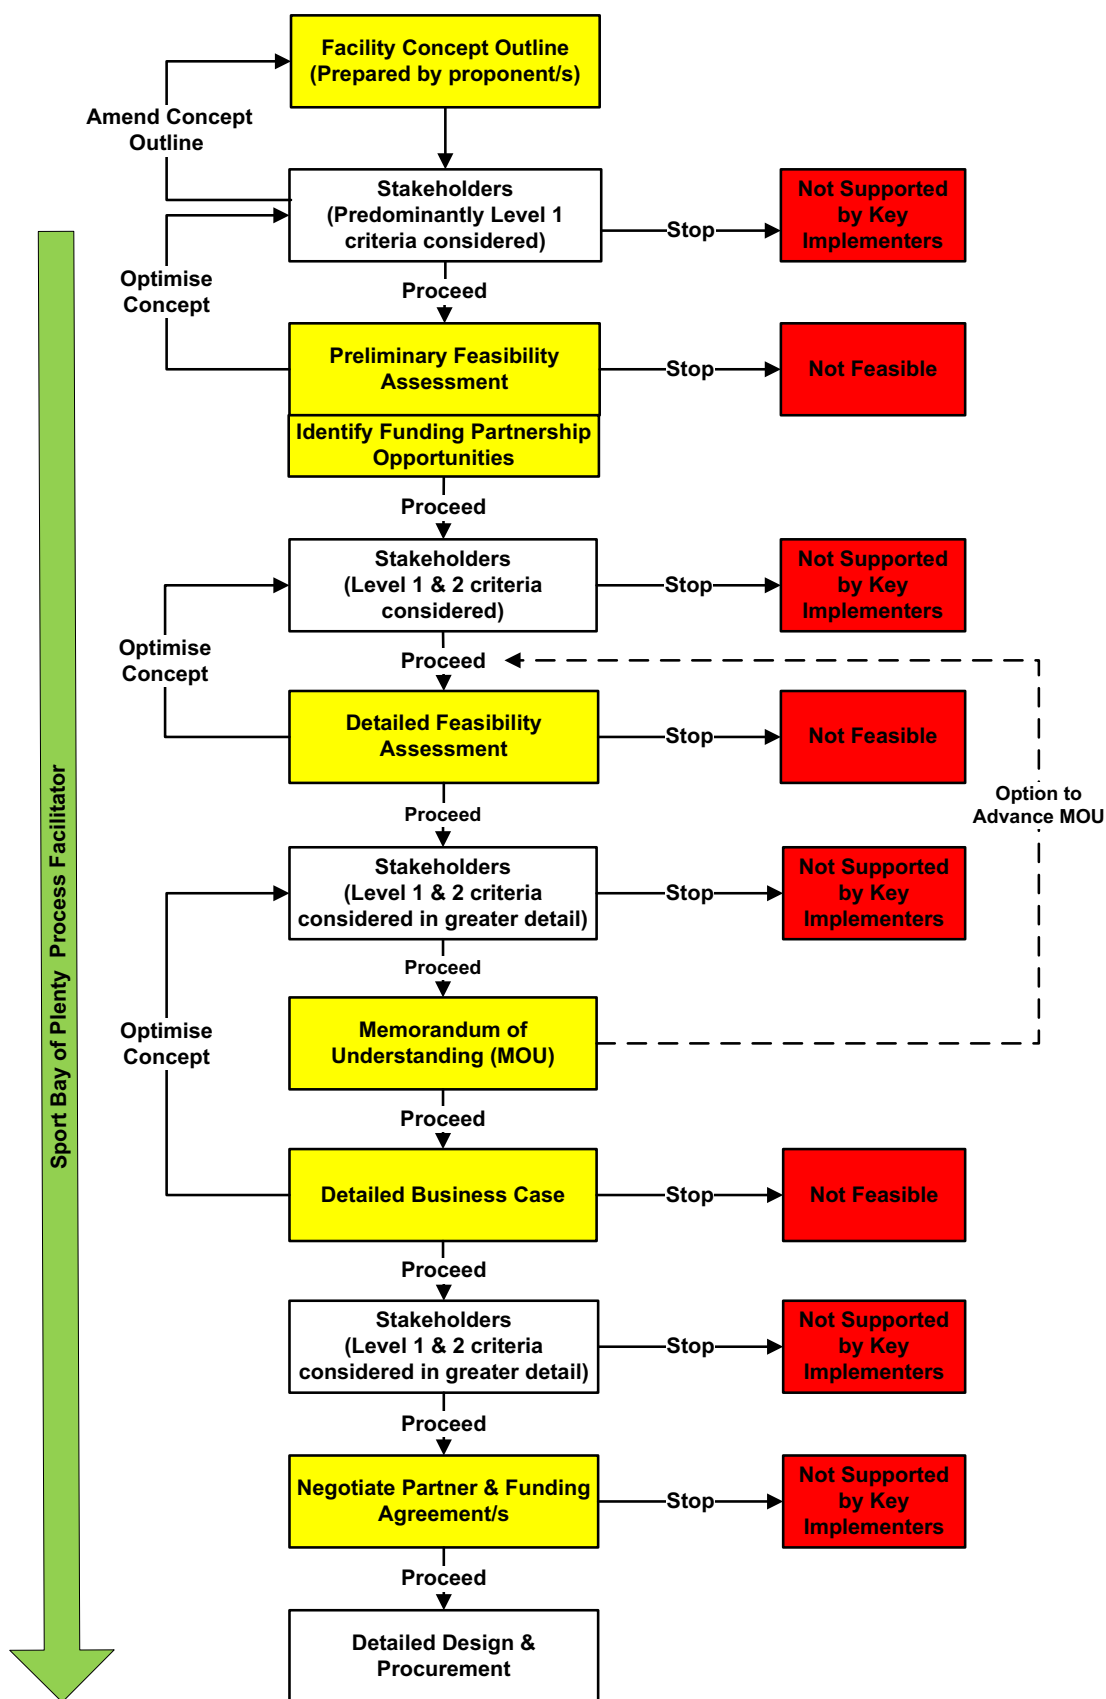 Facility Concept Outline
(Prepared by proponent/s)
Amend Concept
Outline
Stakeholders
(Predominantly Level 1
criteria considered)
Stop
Not Supported
by Key
Implementers
Optimise
Concept
Proceed
Preliminary Feasibility
Assessment
Stop
Not Feasible
Identify Funding Partnership
Opportunities
Proceed
Stakeholders
(Level 1 & 2 criteria
considered)
Stop
Not Supported
by Key
Implementers
Optimise
Concept
Proceed
Detailed Feasibility
Assessment
Stop
Not Feasible
Option to
Advance MOU
Proceed
Stakeholders
(Level 1 & 2 criteria
considered in greater detail)
Stop
Not Supported
by Key
Implementers
Proceed
Optimise
Concept
Memorandum of
Understanding (MOU)
Proceed
Detailed Business Case
Stop
Not Feasible
Proceed
Stakeholders
(Level 1 & 2 criteria
considered in greater detail)
Stop
Not Supported
by Key
Implementers
Proceed
Negotiate Partner & Funding
Agreement/s
Stop
Not Supported
by Key
Implementers
Proceed
Detailed Design &
Procurement
Sport Bay of Plenty Process Facilitator